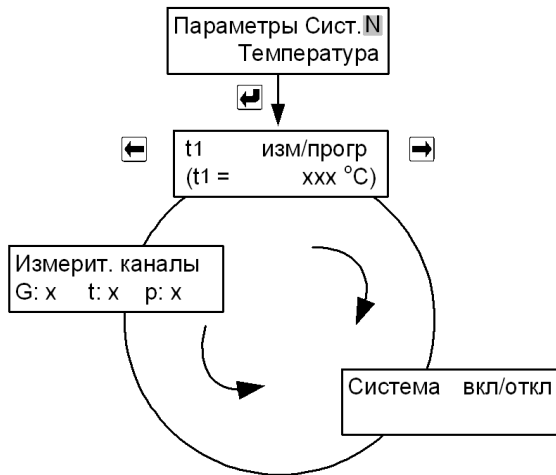 Параметры Сист.N
Температура
t1 изм/прогр
(t1 = xxx °C)
Измерит. каналы
G: x t: x p: x
Система вкл/откл